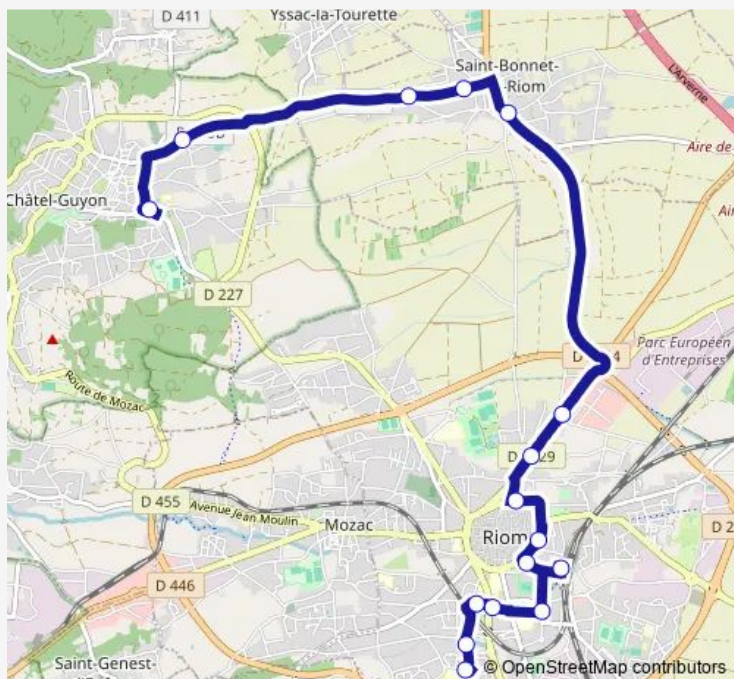 D 411
Yssac-la-Tourette
L'Arverne
Saint-Bonnet-
-Riom
Aire de
Châtel-Guyon
D 227
Parc Européen
d'Entreprises
Route de Mozac
D 455
Avenue Jean Moulin
Mozac
Riom
D 446
Saint-Genest-
© OpenStreetMap contributors